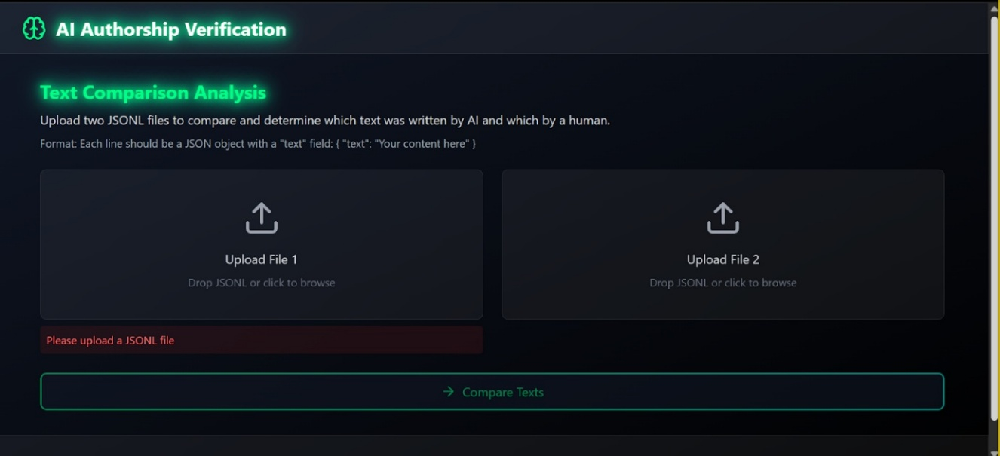 AI Authorship Verification
Text Comparison Analysis
Upload two JSONL files to compare and determine which text was written by AI and which by a human.
Format: Each line should be a JSON object with a "text" field: { "text": "Your content here" }
Upload File 1
Drop JSONL or click to browse
Upload File 2
Drop JSONL or click to browse
Please upload a JSONL file
Compare Texts